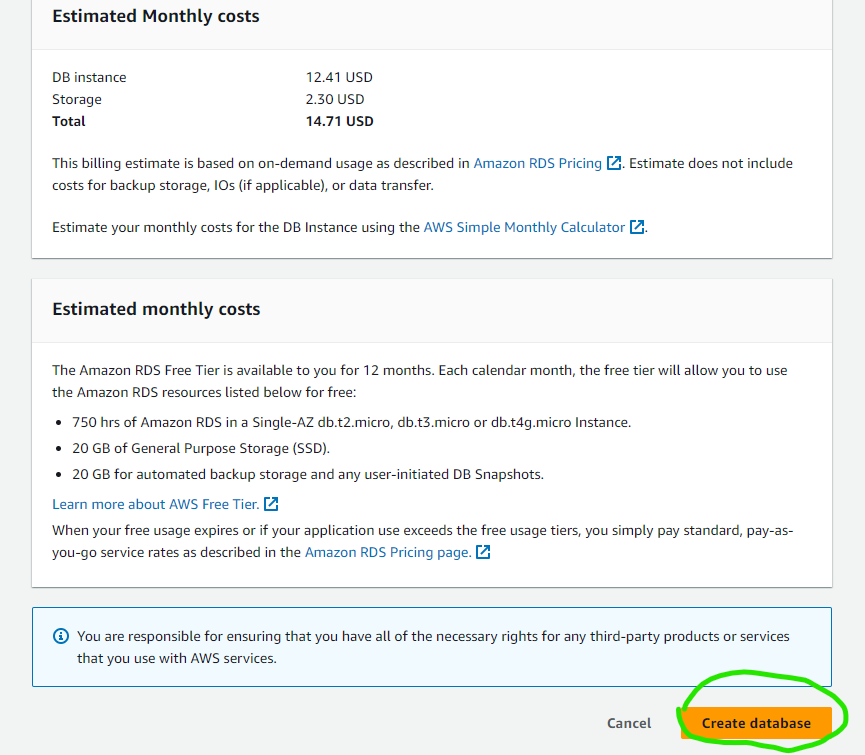 Estimated Monthly costs
DB instance 12.41 USD
Storage 2.30 USD
Total 14.71 USD
This billing estimate is based on on-demand usage as described in Amazon RDS Pricing. Estimate does not include
costs for backup storage, IOs (if applicable), or data transfer.
Estimate your monthly costs for the DB Instance using the AWS Simple Monthly Calculator.
Estimated monthly costs
The Amazon RDS Free Tier is available to you for 12 months. Each calendar month, the free tier will allow you to use
the Amazon RDS resources listed below for free:
• 750 hrs of Amazon RDS in a Single-AZ db.t2.micro, db.t3.micro or db.t4g.micro Instance.
• 20 GB of General Purpose Storage (SSD).
• 20 GB for automated backup storage and any user-initiated DB Snapshots.
Learn more about AWS Free Tier.
When your free usage expires or if your application use exceeds the free usage tiers, you simply pay standard, pay-as-
you-go service rates as described in the Amazon RDS Pricing page.
You are responsible for ensuring that you have all of the necessary rights for any third-party products or services
that you use with AWS services.
Cancel Create database